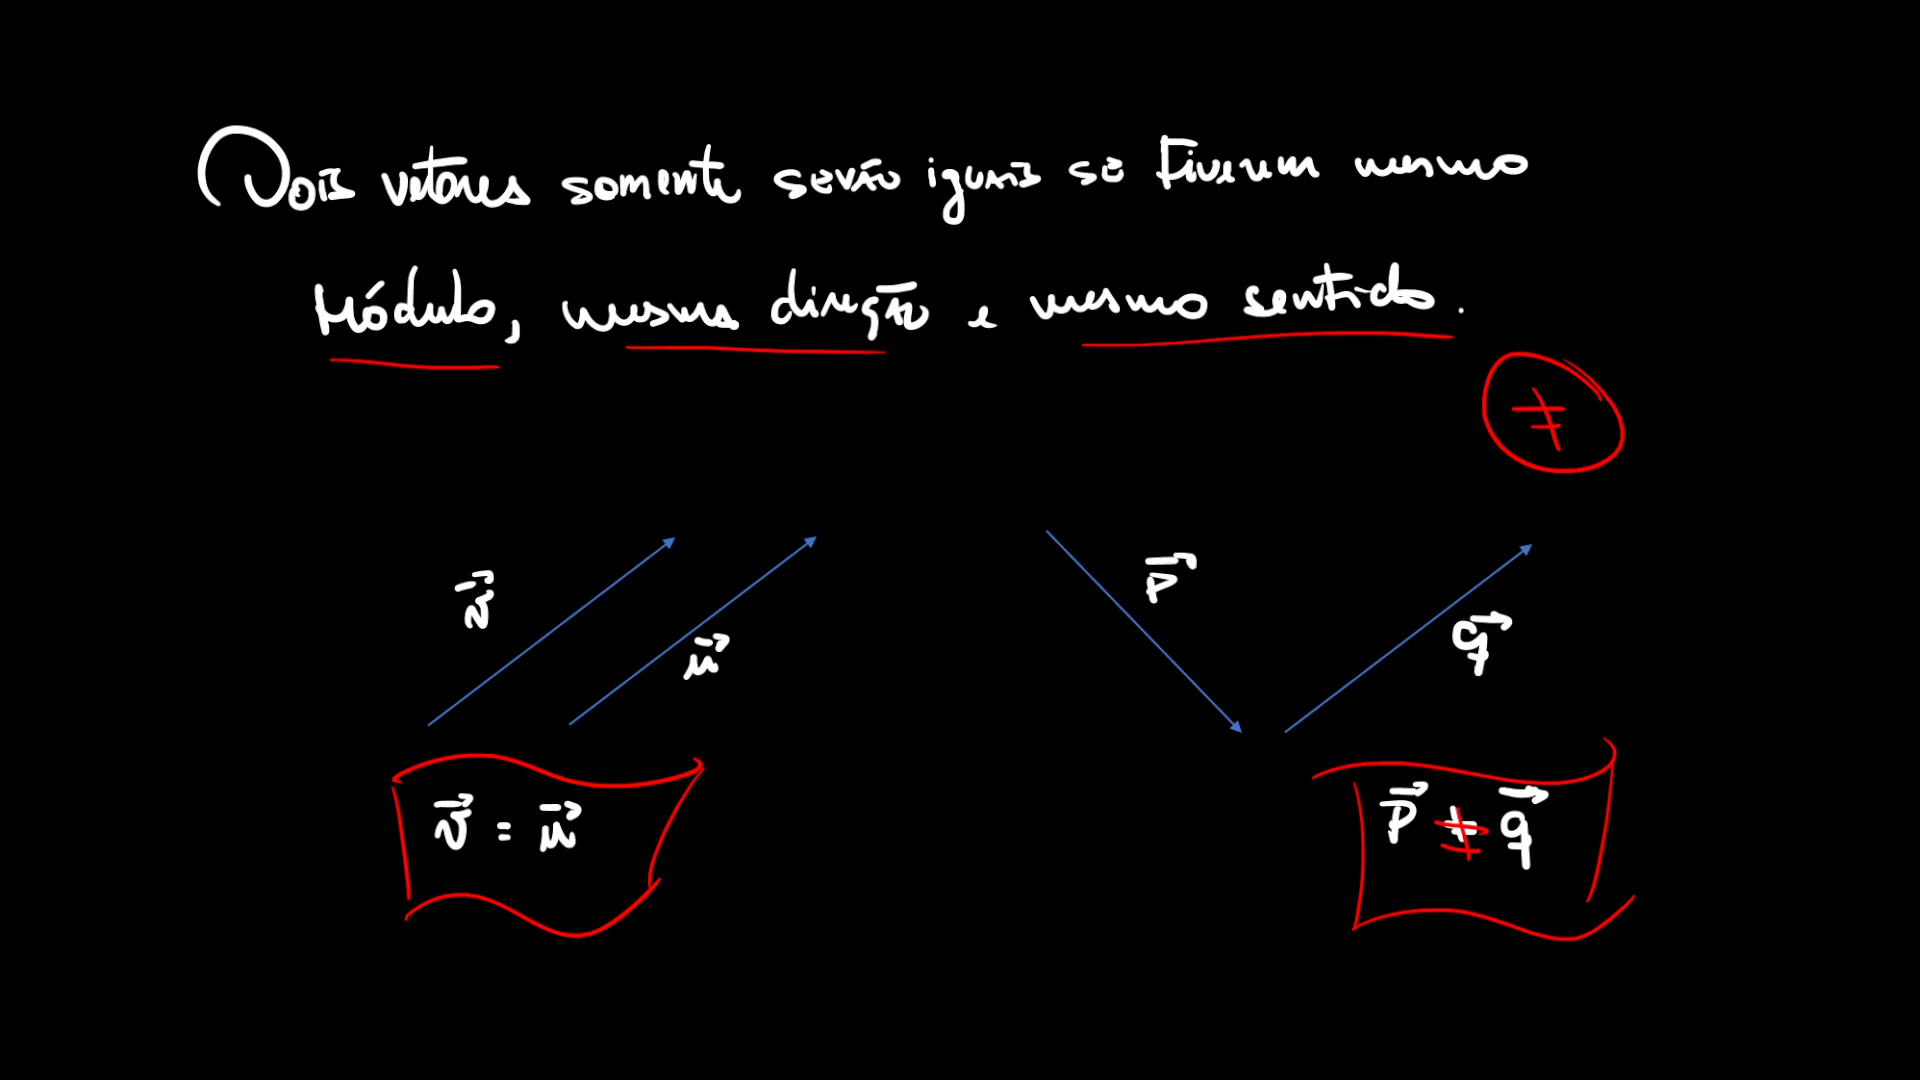 Dois vetores somente serão iguais se tiverem mesmo
Módulo, mesma direção e mesmo sentido.
≠
v⃗
u⃗
p⃗
q⃗
v⃗ = u⃗
p⃗ ≠ q⃗